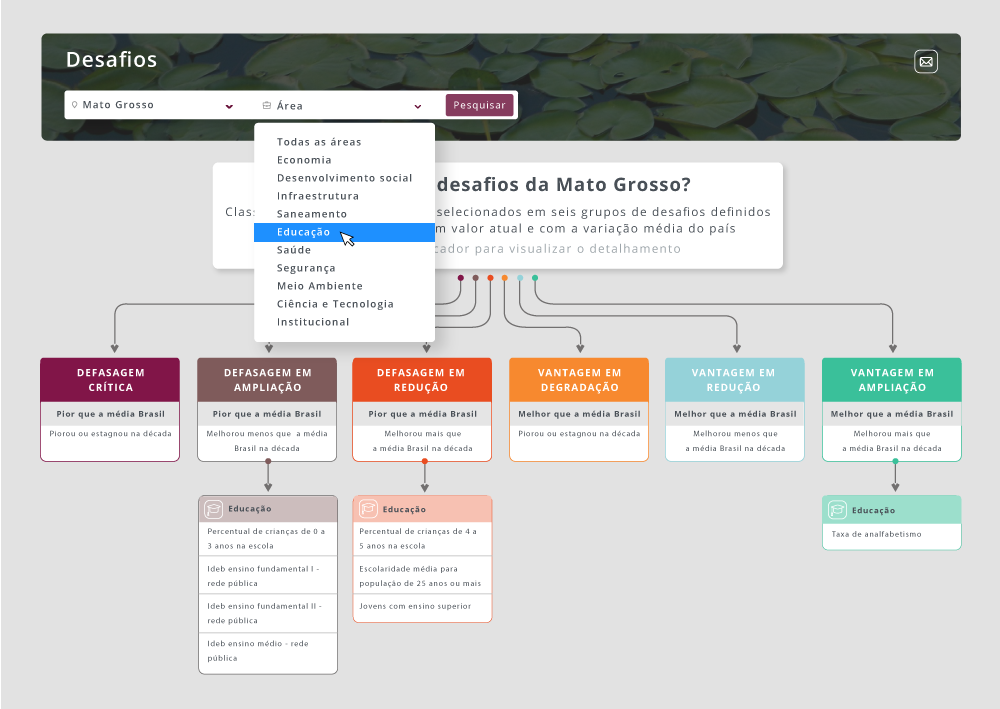 Desafios
Mato Grosso
Área
Pesquisar
Todas as áreas
Economia
Desenvolvimento social
Infraestrutura
Saneamento
Educação
Saúde
Segurança
Meio Ambiente
Ciência e Tecnologia
Institucional
desafios da Mato Grosso?
selecionados em seis grupos de desafios definidos
valor atual e com a variação média do país
para visualizar o detalhamento
DEFASAGEM
CRÍTICA
Pior que a média Brasil
Piorou ou estagnou na década
DEFASAGEM EM
AMPLIAÇÃO
Pior que a média Brasil
Melhorou menos que a média
Brasil na década
DEFASAGEM EM
REDUÇÃO
Pior que a média Brasil
Melhorou mais que
a média Brasil na década
VANTAGEM EM
DEGRADAÇÃO
Melhor que a média Brasil
Piorou ou estagnou na década
VANTAGEM EM
REDUÇÃO
Melhor que a média Brasil
Melhorou menos que
a média Brasil na década
VANTAGEM EM
AMPLIAÇÃO
Melhor que a média Brasil
Melhorou mais que
a média Brasil na década
Educação
Percentual de crianças de 0 a
3 anos na escola
Ideb ensino fundamental I -
rede pública
Ideb ensino fundamental II -
rede pública
Ideb ensino médio - rede
pública
Educação
Percentual de crianças de 4 a
5 anos na escola
Escolaridade média para
população de 25 anos ou mais
Jovens com ensino superior
Educação
Taxa de analfabetismo